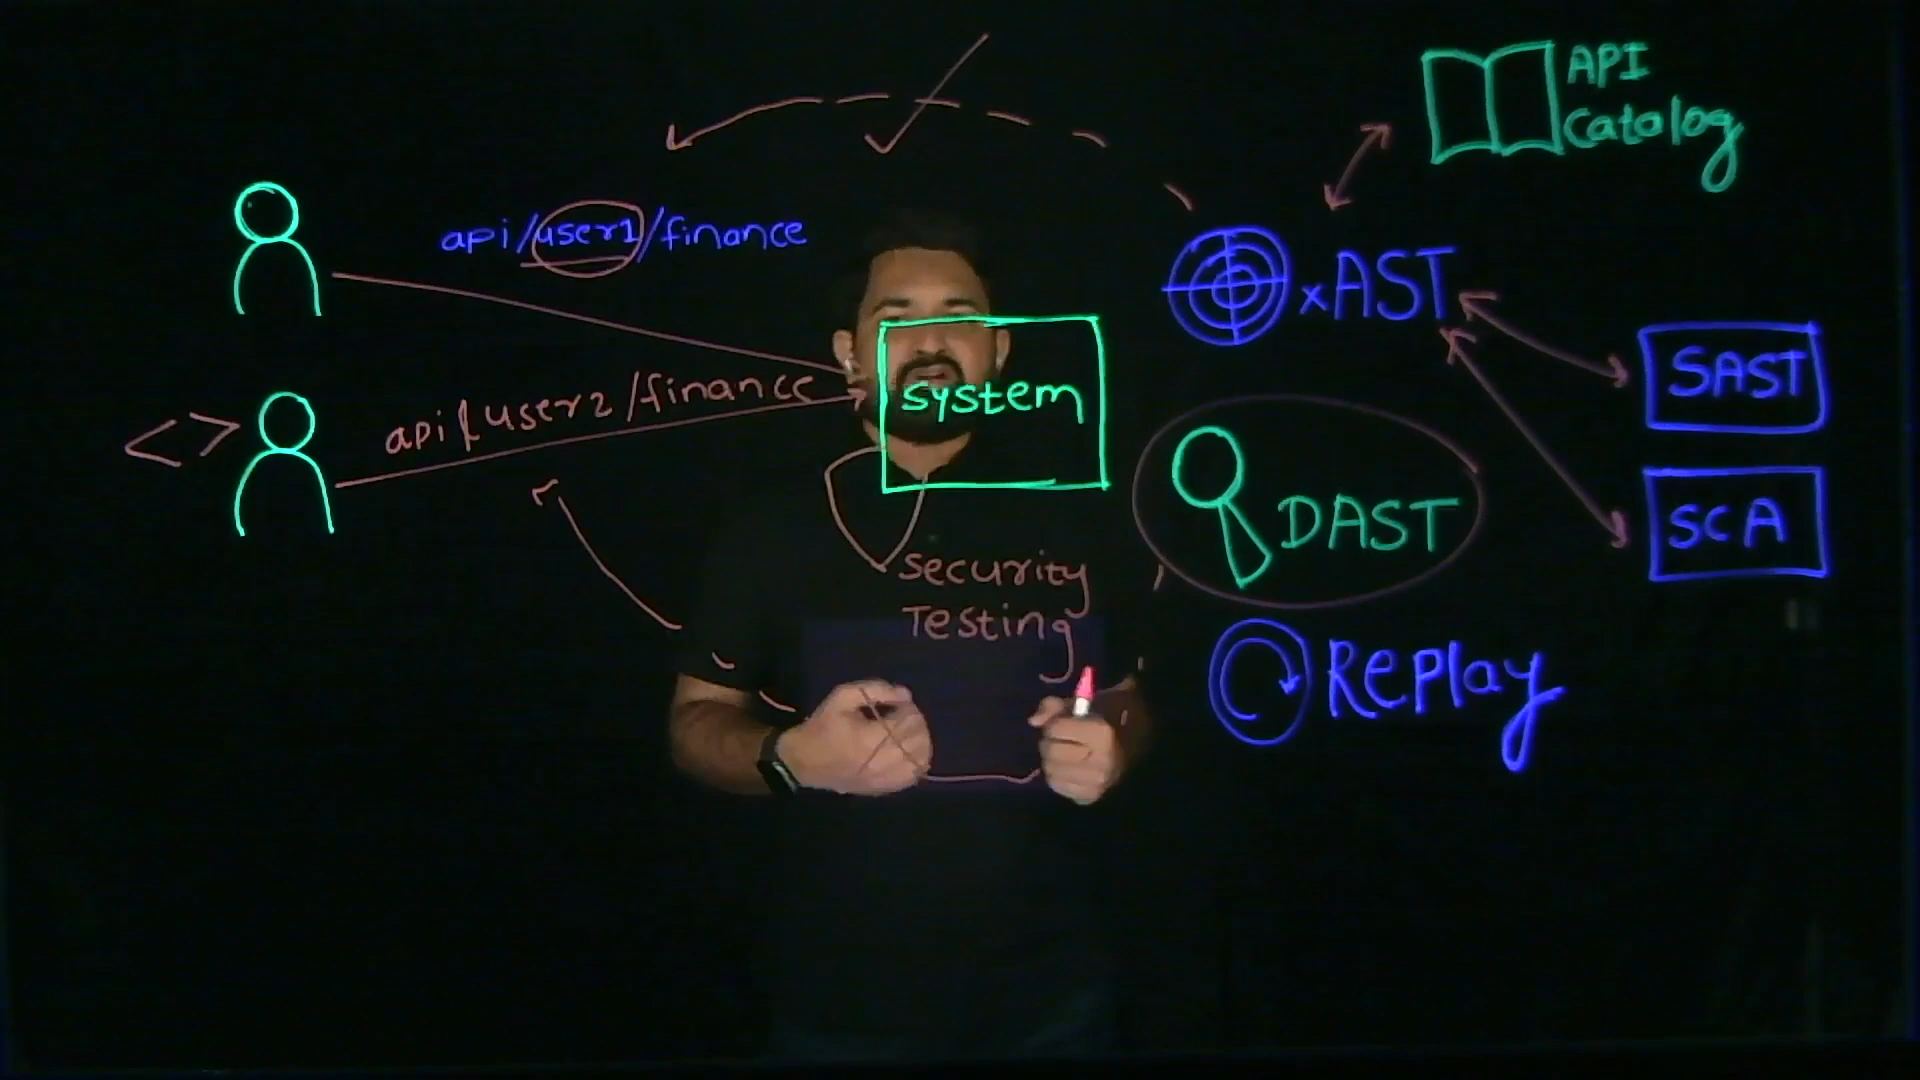 API
Catalog
api/user1/finance
xAST
SAST
api/user2/finance
system
DAST
SCA
Security
Testing
Replay